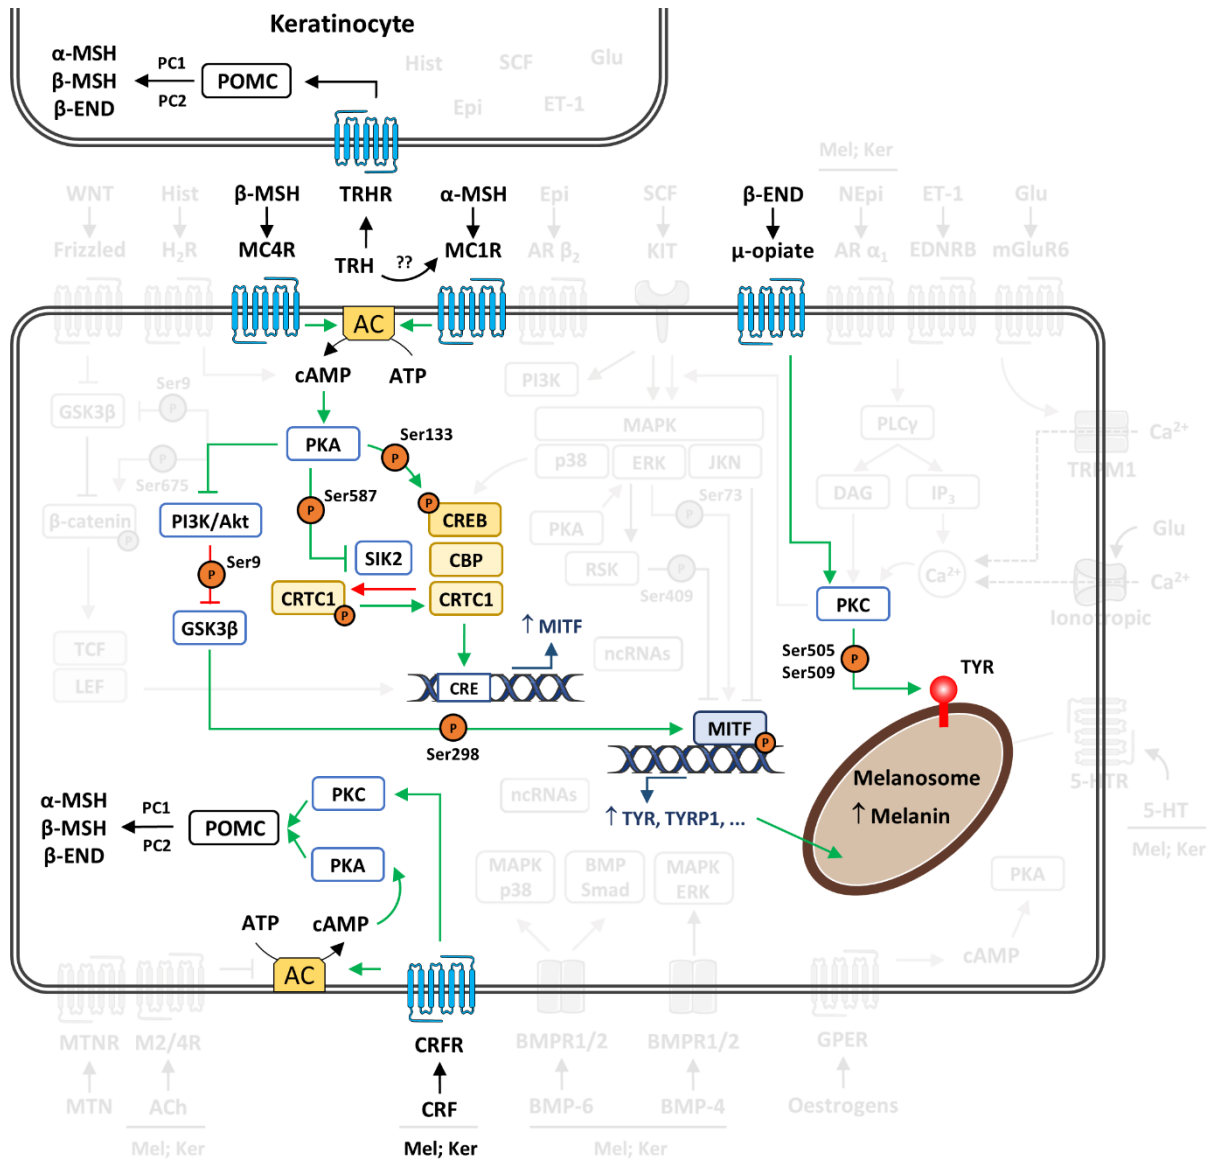 Keratinocyte
α-MSH
β-MSH
β-END
PC1
PC2
POMC
Hist
SCF
Glu
Epi
ET-1
Mel; Ker
WNT
Hist
β-MSH
TRHR
α-MSH
Epi
SCF
β-END
NEpi
ET-1
Glu
Frizzled
H2R
MC4R
TRH
??
MC1R
AR β2
KIT
μ-opiate
AR α1
EDNRB
mGluR6
AC
cAMP
ATP
Ser9
P
GSK3β
PI3K
MAPK
PLCγ
Ca2+
TRPM1
PKA
Ser133
P
p38
ERK
JKN
P
Ser675
Ser587
P
Ser73
P
DAG
IP3
β-catenin
P
PI3K/Akt
P
CREB
PKA
Glu
Ser9
P
SIK2
CBP
RSK
P
Ser409
Ca2+
Ca2+
CRTC1
P
CRTC1
PKC
Ionotropic
GSK3β
↑ MITF
TCF
LEF
ncRNAs
Ser505
Ser509
P
TYR
CRE
P
Ser298
MITF
P
5-HTR
Melanosome
↑ Melanin
ncRNAs
↑ TYR, TYRP1, ...
5-HT
Mel; Ker
α-MSH
β-MSH
β-END
PC1
PC2
POMC
PKC
PKA
MAPK
p38
BMP
Smad
MAPK
ERK
PKA
ATP
cAMP
cAMP
AC
MTNR
M2/4R
CRFR
BMPR1/2
BMPR1/2
GPER
MTN
ACh
CRF
BMP-6
BMP-4
Oestrogens
Mel; Ker
Mel; Ker
Mel; Ker